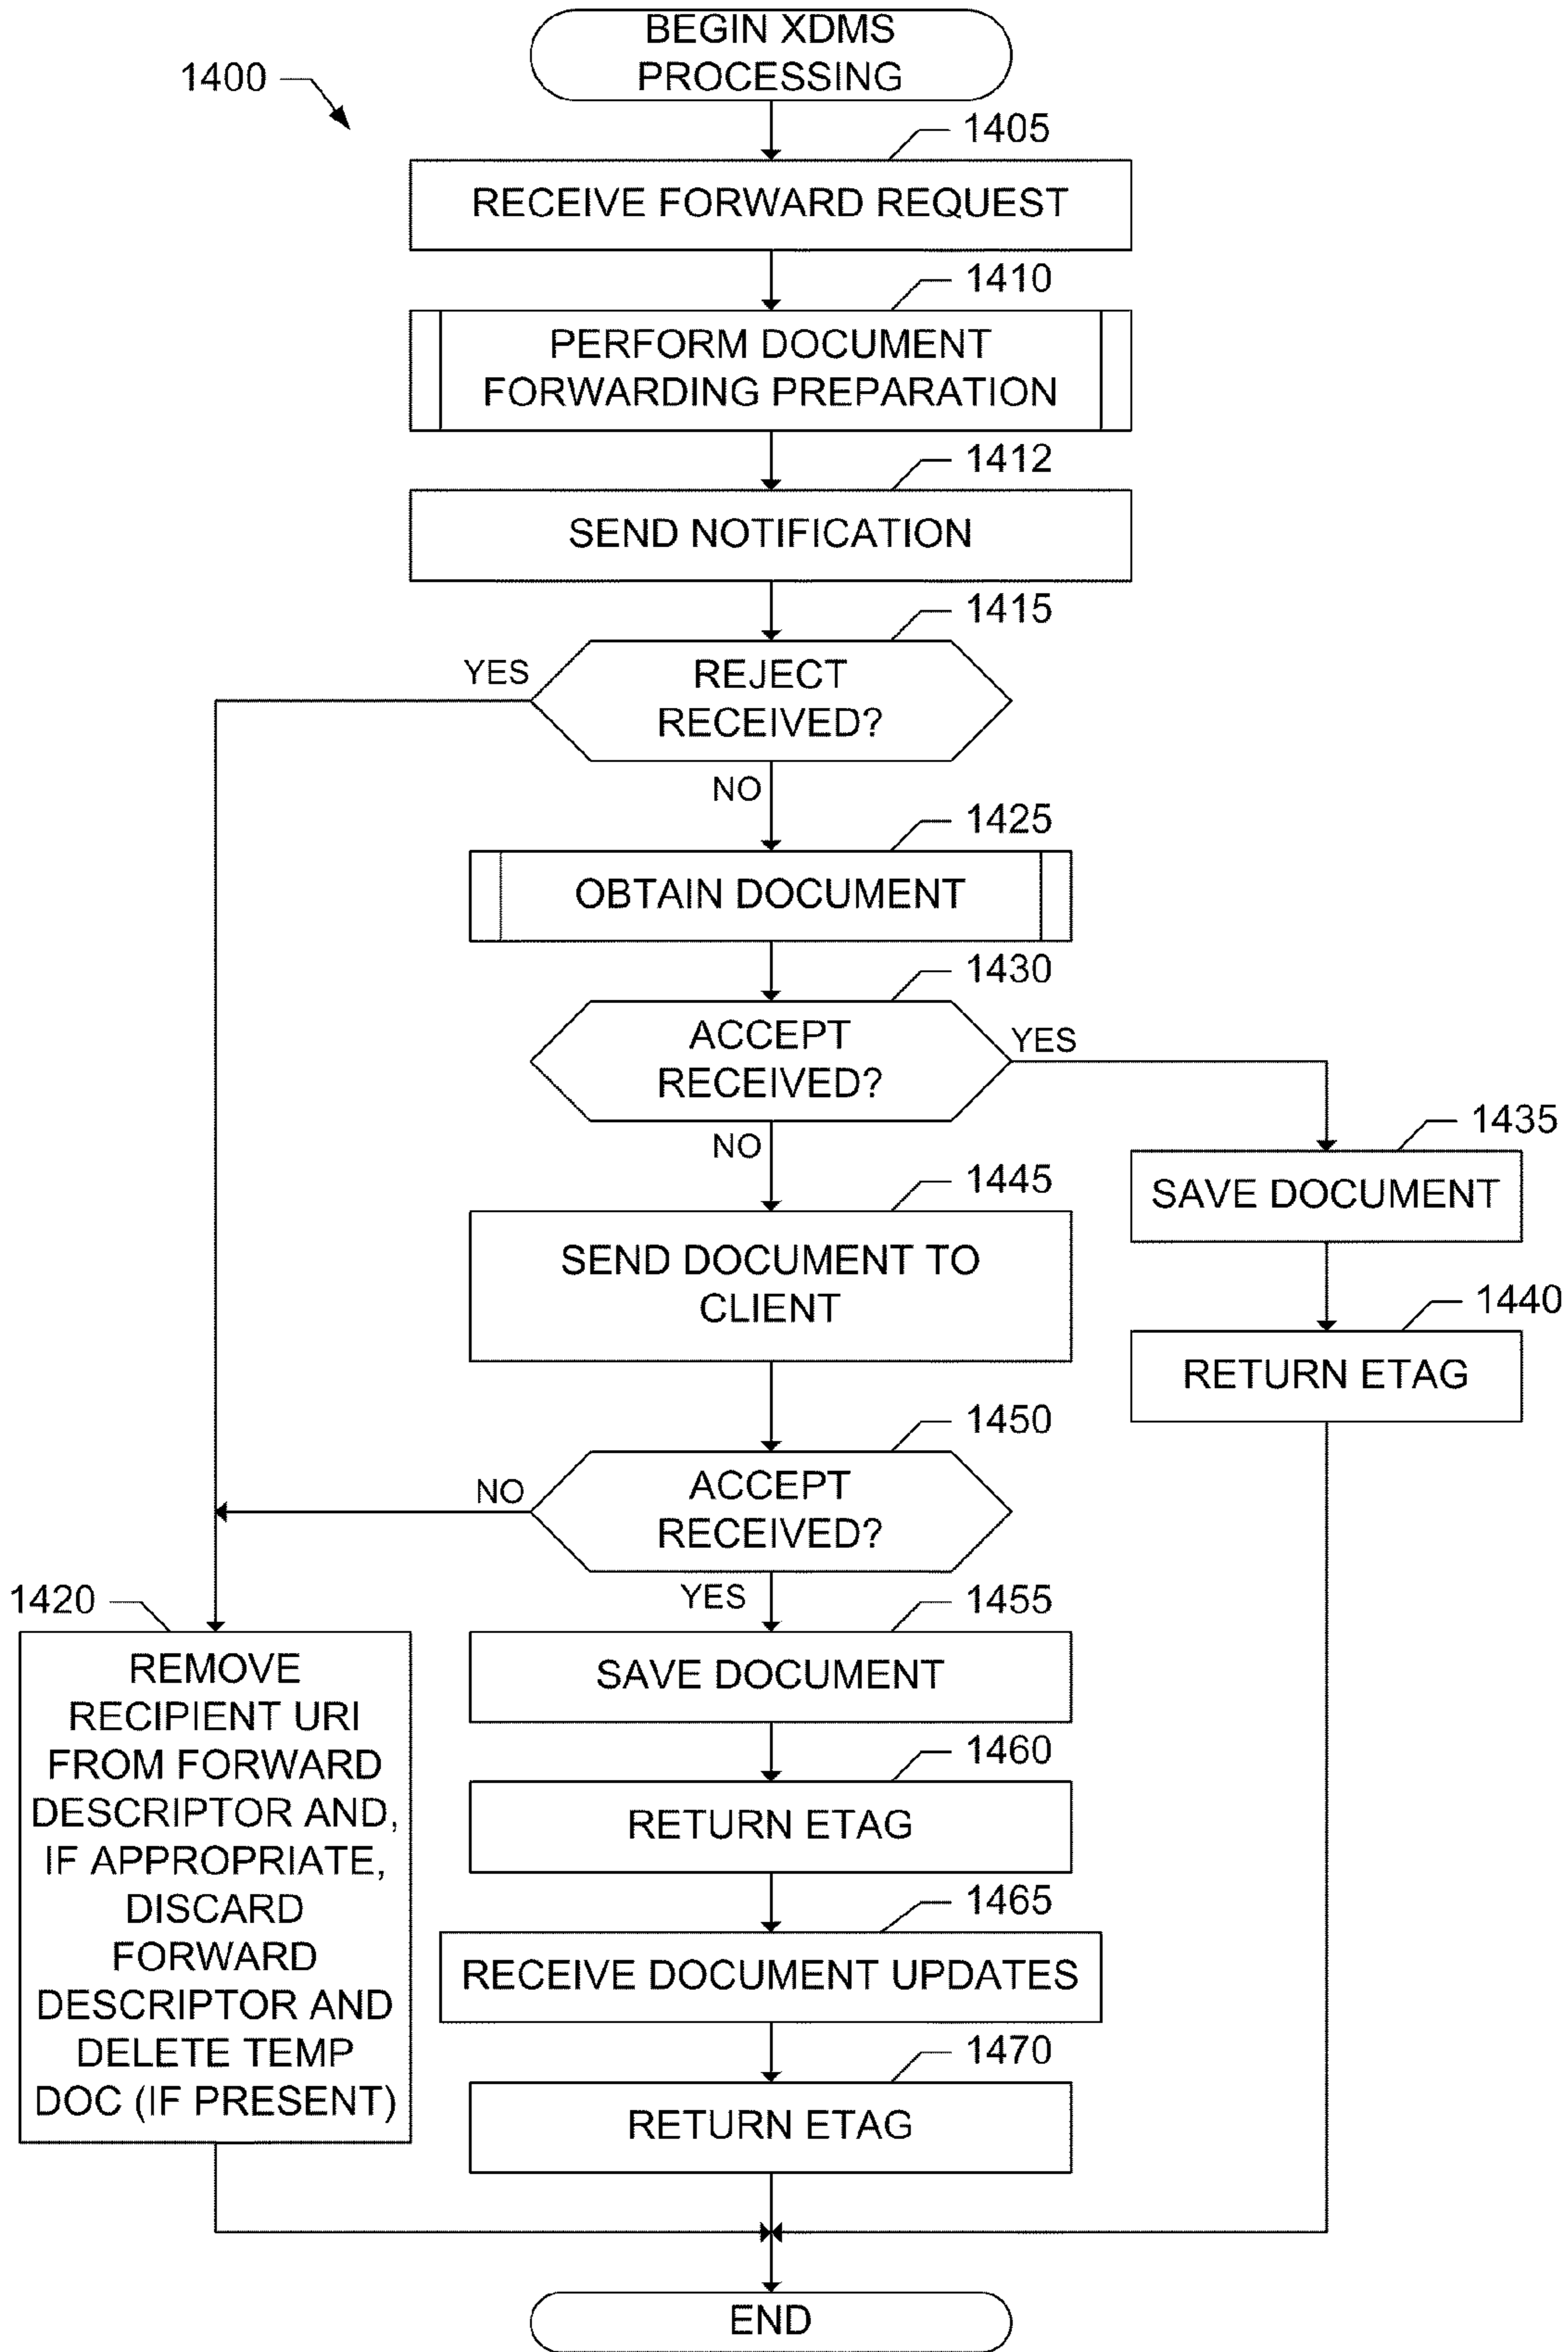 BEGIN XDMS
PROCESSING
1400
1405
RECEIVE FORWARD REQUEST
1410
PERFORM DOCUMENT
FORWARDING PREPARATION
1412
SEND NOTIFICATION
1415
YES
REJECT
RECEIVED?
NO
1425
OBTAIN DOCUMENT
1430
ACCEPT
RECEIVED?
YES
NO
1435
SAVE DOCUMENT
1445
SEND DOCUMENT TO
CLIENT
1440
RETURN ETAG
1450
NO
ACCEPT
RECEIVED?
YES
1420
REMOVE
RECIPIENT URI
FROM FORWARD
DESCRIPTOR AND,
IF APPROPRIATE,
DISCARD
FORWARD
DESCRIPTOR AND
DELETE TEMP
DOC (IF PRESENT)
1455
SAVE DOCUMENT
1460
RETURN ETAG
1465
RECEIVE DOCUMENT UPDATES
1470
RETURN ETAG
END